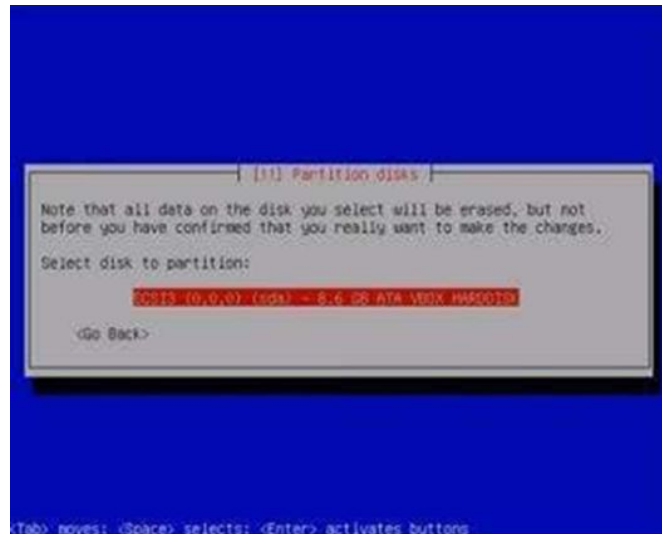 [!!] Partition disks
Note that all data on the disk you select will be erased, but not
before you have confirmed that you really want to make the changes.
Select disk to partition:
SCSI3 (0,0,0) (sda) - 8.6 GB ATA VBOX HARDDISK
<Go Back>
<Tab> moves; <Space> selects; <Enter> activates buttons